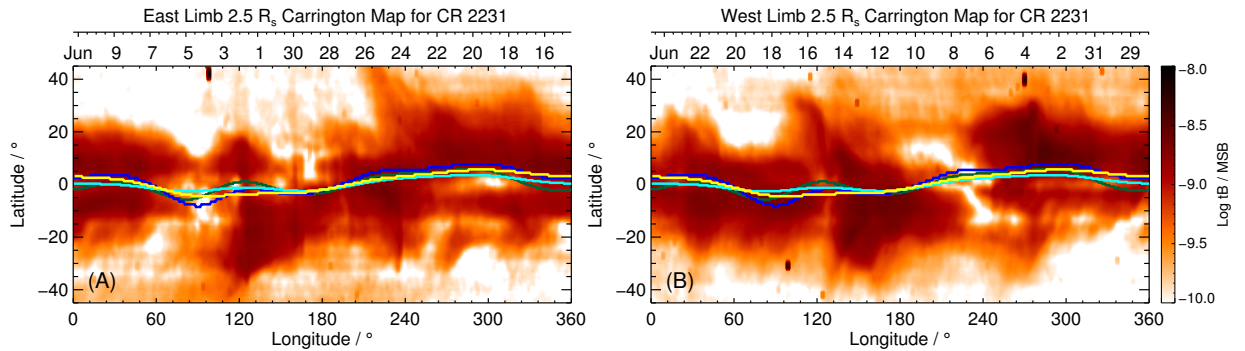 East Limb 2.5 Rs Carrington Map for CR 2231
Jun 9 7 5 3 1 30 28 26 24 22 20 18 16
40
20
0
−20
−40
Latitude / °
(A)
0 60 120 180 240 300 360
Longitude / °
West Limb 2.5 Rs Carrington Map for CR 2231
Jun 22 20 18 16 14 12 10 8 6 4 2 31 29
40
20
0
−20
−40
Latitude / °
(B)
0 60 120 180 240 300 360
Longitude / °
−8.0
−8.5
−9.0
−9.5
−10.0
Log tB / MSB